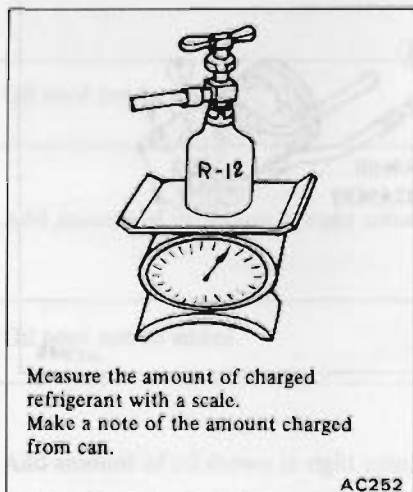 R-12
Measure the amount of charged
refrigerant with a scale.
Make a note of the amount charged
from can.
AC252